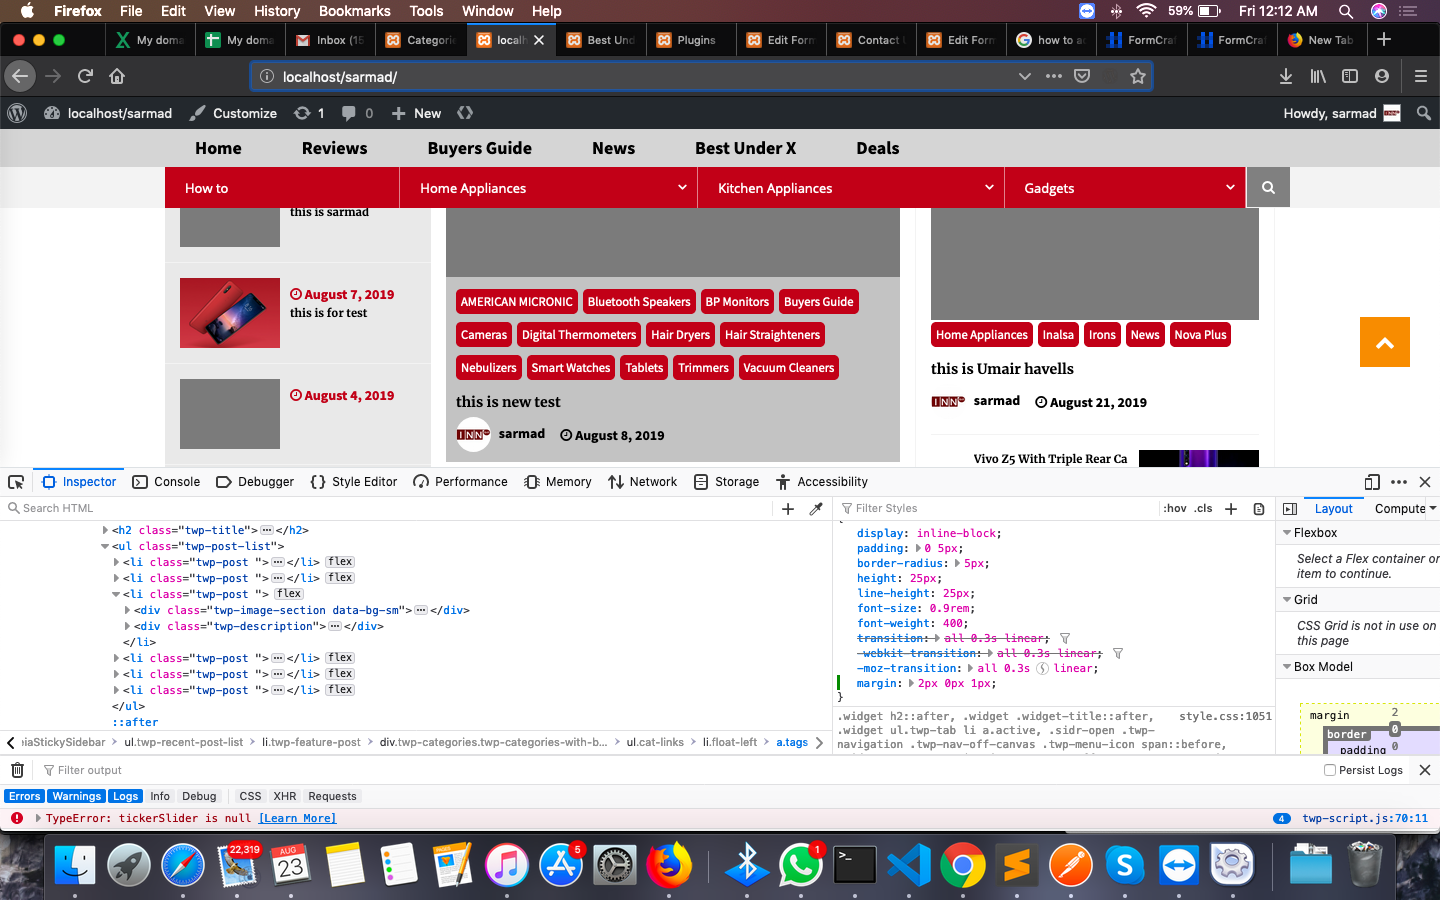 Firefox File Edit View History Bookmarks Tools Window Help 59% Fri 12:12 AM
My doma My doma Inbox (15 Categorie localh Best Und Plugins Edit Form Contact Edit Form how to ac FormCraf FormCraf New Tab
localhost/sarmad/
localhost/sarmad Customize 1 0 New Howdy, sarmad
Home Reviews Buyers Guide News Best Under X Deals
How to Home Appliances Kitchen Appliances Gadgets
this is sarmad
August 7, 2019
this is for test
August 4, 2019
AMERICAN MICRONIC Bluetooth Speakers BP Monitors Buyers Guide
Cameras Digital Thermometers Hair Dryers Hair Straighteners
Nebulizers Smart Watches Tablets Trimmers Vacuum Cleaners
this is new test
INN sarmad August 8, 2019
Home Appliances Inalsa Irons News Nova Plus
this is Umair havells
INN sarmad August 21, 2019
Vivo Z5 With Triple Rear Ca
Inspector Console Debugger Style Editor Performance Memory Network Storage Accessibility
Search HTML
<h2 class="twp-title">⋯</h2>
<ul class="twp-post-list">
<li class="twp-post ">⋯</li> flex
<li class="twp-post ">⋯</li> flex
<li class="twp-post "> flex
<div class="twp-image-section data-bg-sm">⋯</div>
<div class="twp-description">⋯</div>
</li>
<li class="twp-post ">⋯</li> flex
<li class="twp-post ">⋯</li> flex
<li class="twp-post ">⋯</li> flex
</ul>
::after
iaStickySidebar ul.twp-recent-post-list li.twp-feature-post div.twp-categories.twp-categories-with-b... ul.cat-links li.float-left a.tags
Filter Styles :hov .cls
{
display: inline-block;
padding: 0 5px;
border-radius: 5px;
height: 25px;
line-height: 25px;
font-size: 0.9rem;
font-weight: 400;
transition: all 0.3s linear;
-webkit-transition: all 0.3s linear;
-moz-transition: all 0.3s linear;
margin: 2px 0px 1px;
}
.widget h2::after, .widget .widget-title::after, style.css:1051
.widget ul.twp-tab li a.active, .sidr-open .twp-
navigation .twp-nav-off-canvas .twp-menu-icon span::before,
Layout Compute
Flexbox
Select a Flex container or
item to continue.
Grid
CSS Grid is not in use on
this page
Box Model
margin 2
border 0
padding 0
Filter output Persist Logs
Errors Warnings Logs Info Debug CSS XHR Requests
TypeError: tickerSlider is null [Learn More] 4 twp-script.js:70:11
22,319 AUG 23 5 1